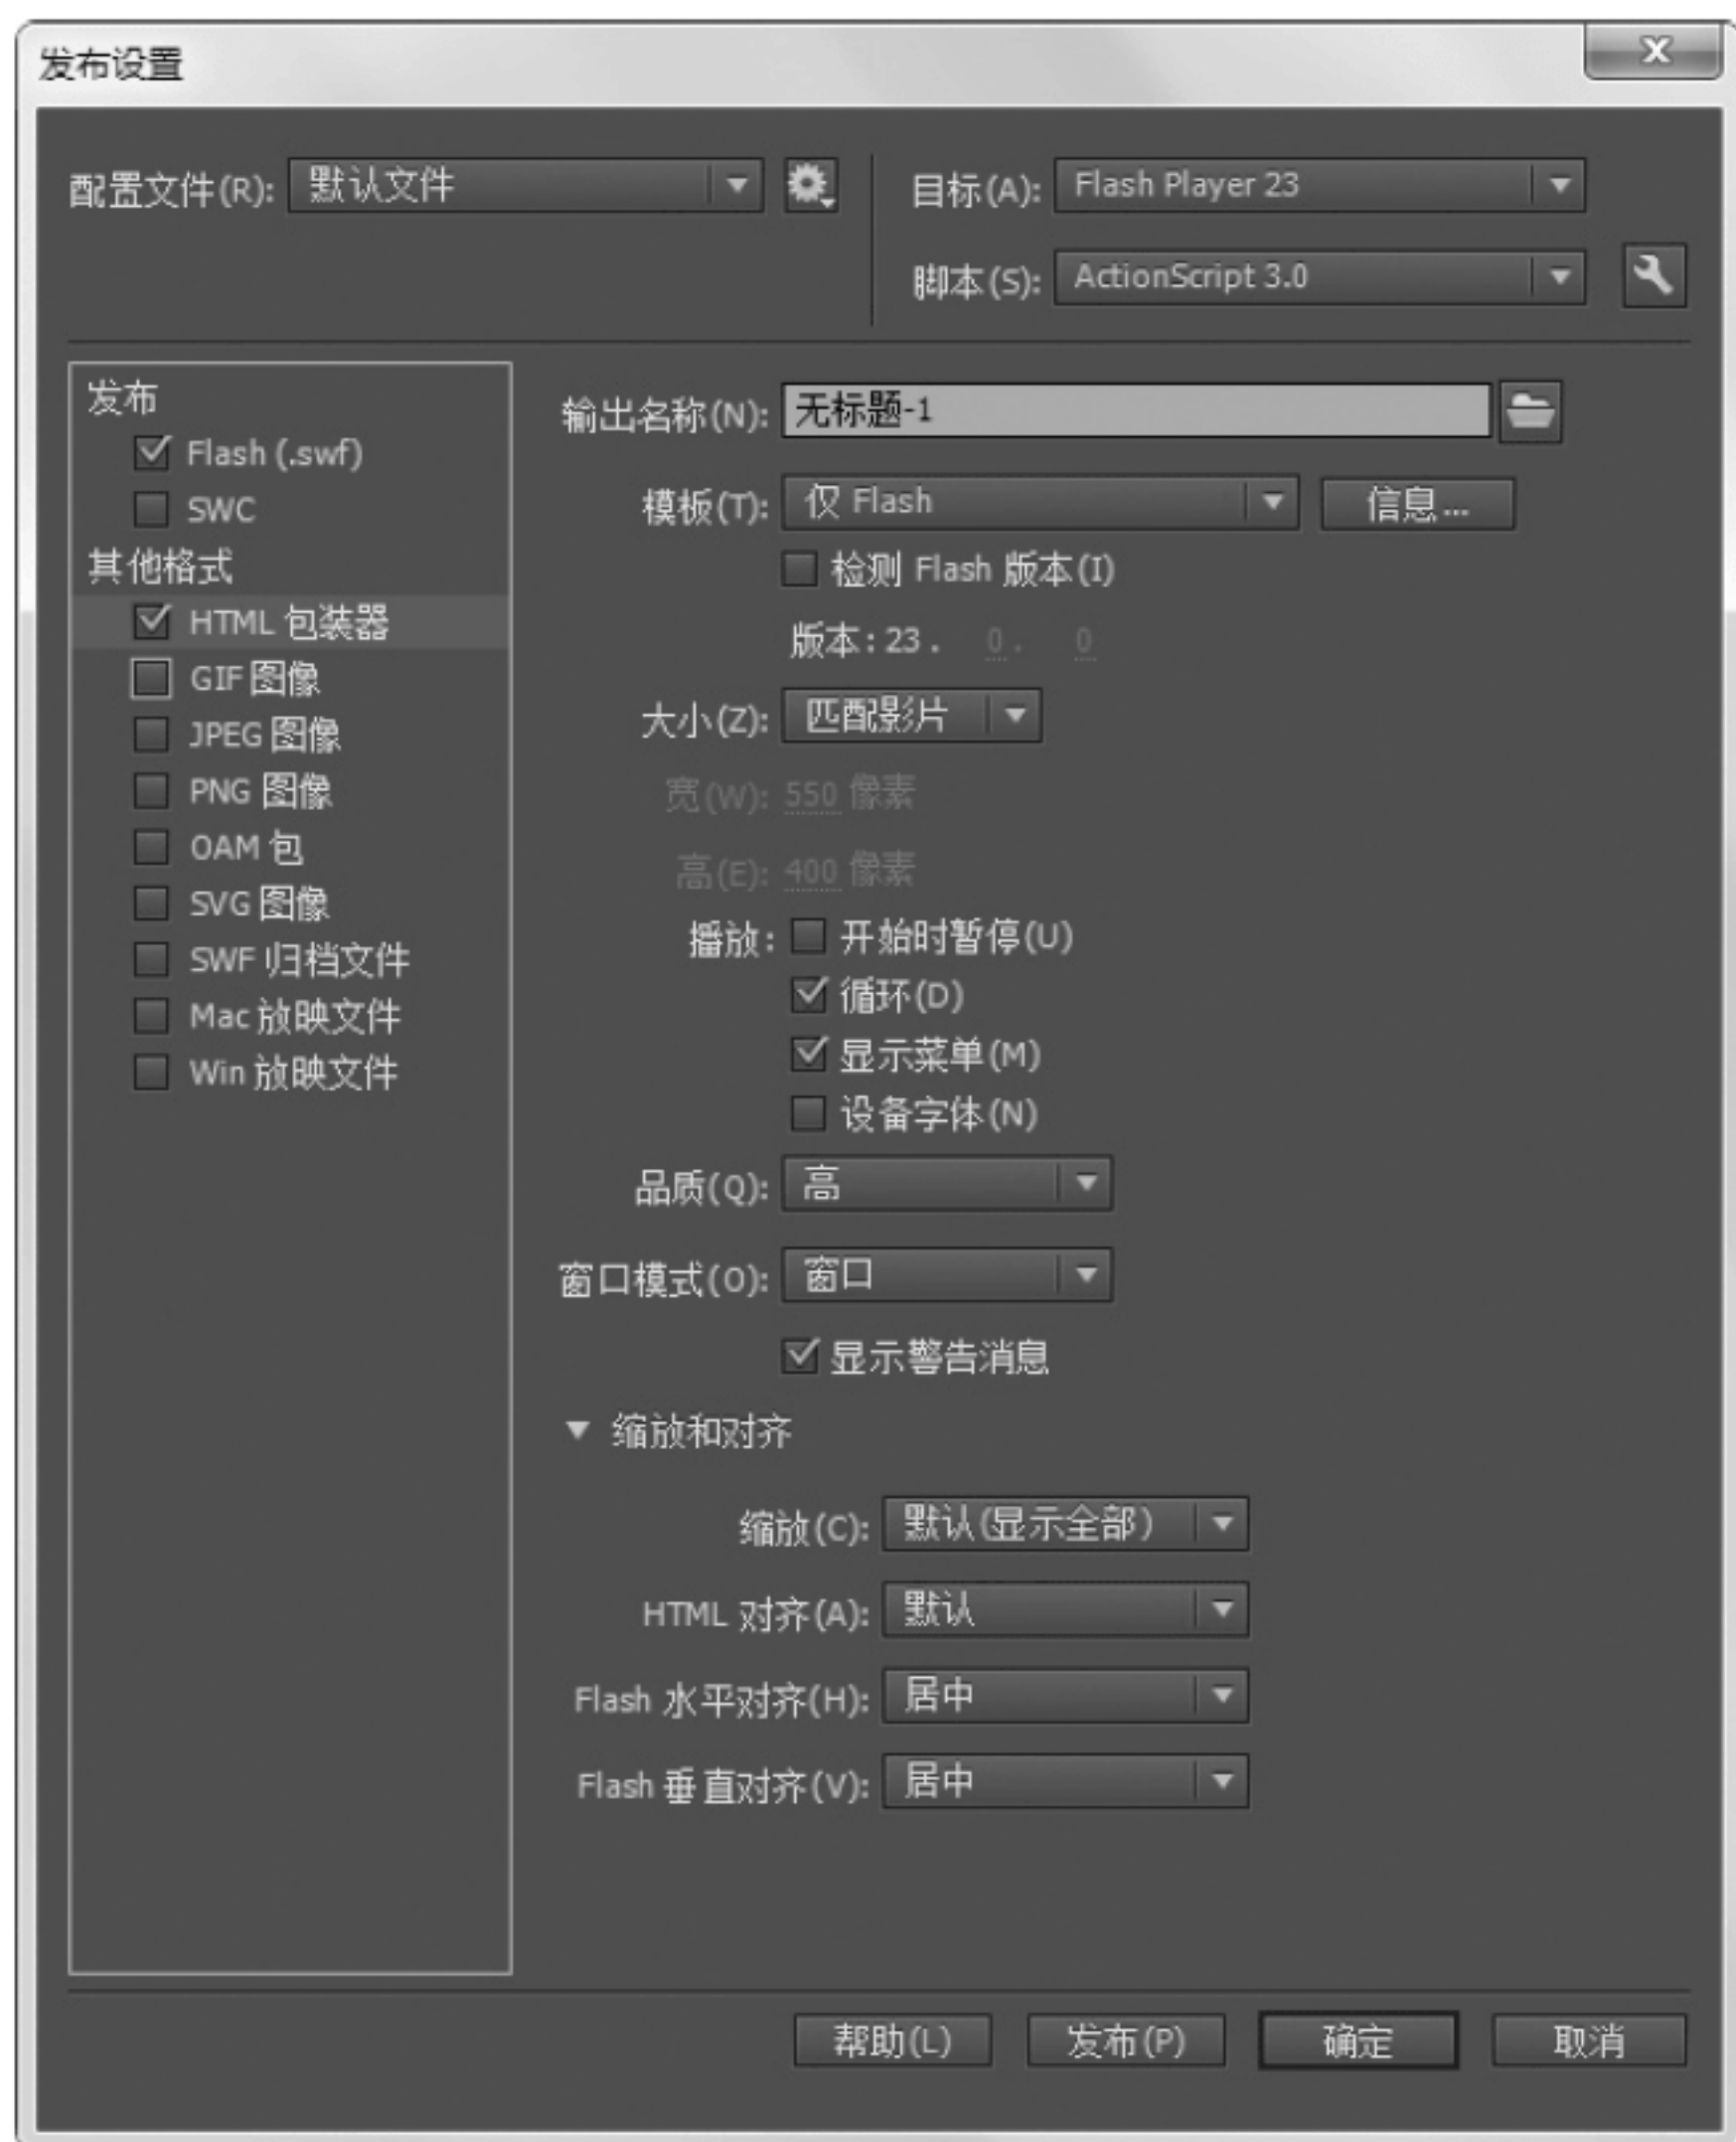 发布设置
配置文件(R): 默认文件
目标(A): Flash Player 23
脚本(S): ActionScript 3.0
发布
Flash (.swf)
SWC
其他格式
HTML 包装器
GIF 图像
JPEG 图像
PNG 图像
OAM 包
SVG 图像
SWF 归档文件
Mac 放映文件
Win 放映文件
输出名称(N): 无标题-1
模板(T): 仅 Flash 信息...
检测 Flash 版本(I)
版本: 23 . 0 . 0
大小(Z): 匹配影片
宽(W): 550 像素
高(E): 400 像素
播放: 开始时暂停(U)
循环(D)
显示菜单(M)
设备字体(N)
品质(Q): 高
窗口模式(O): 窗口
显示警告消息
缩放和对齐
缩放(C): 默认(显示全部)
HTML 对齐(A): 默认
Flash 水平对齐(H): 居中
Flash 垂直对齐(V): 居中
帮助(L) 发布(P) 确定 取消